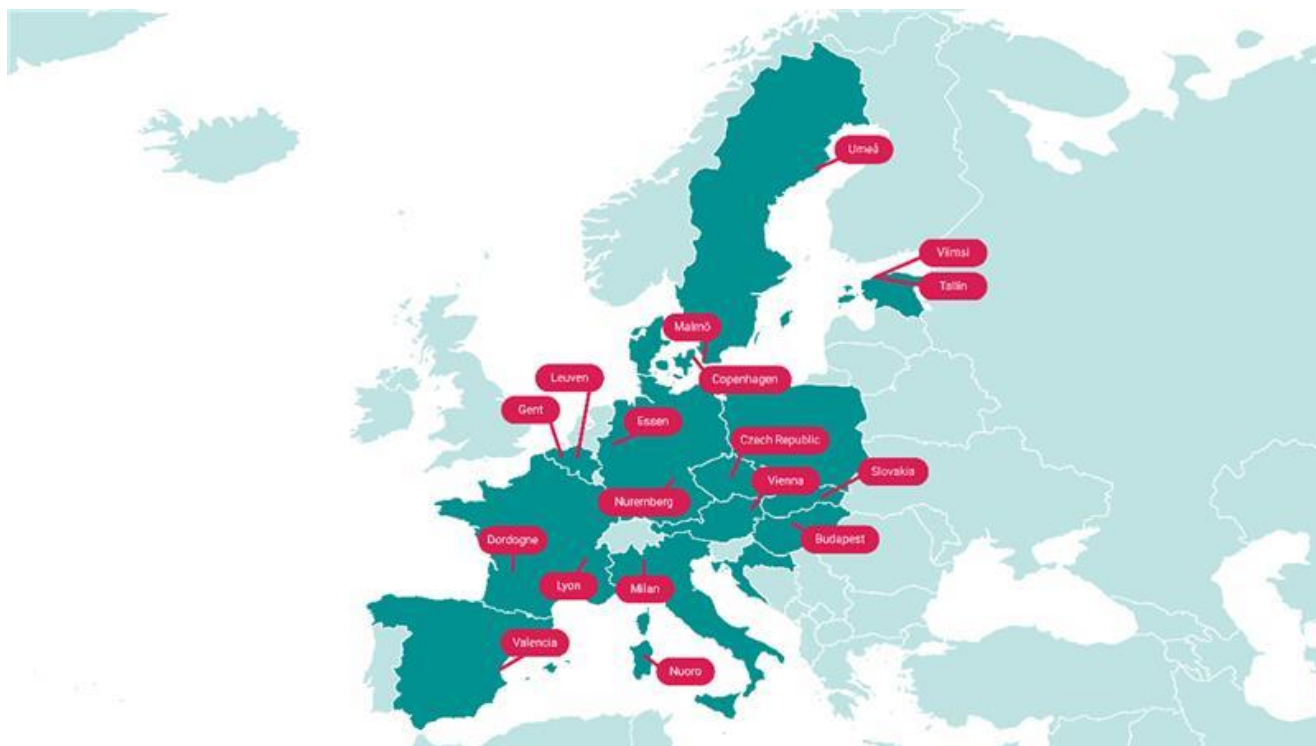 Umeå
Viimsi
Tallin
Malmö
Copenhagen
Leuven
Gent
Essen
Czech Republic
Slovakia
Vienna
Nuremberg
Budapest
Dordogne
Lyon
Milan
Valencia
Nuoro